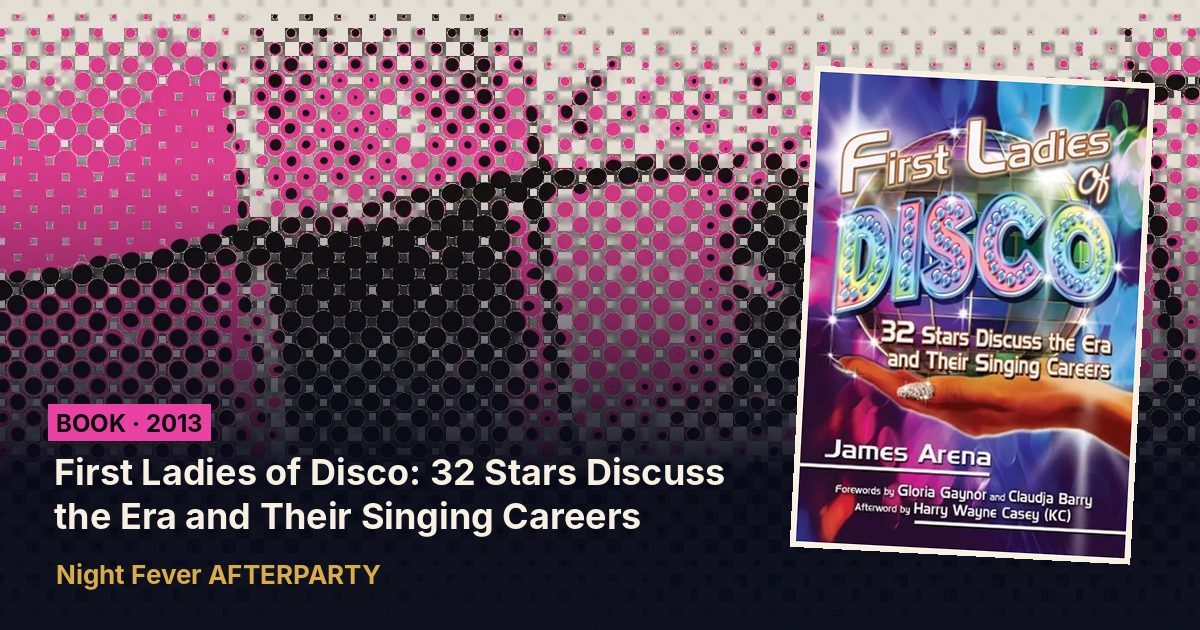 BOOK · 2013
First Ladies of Disco: 32 Stars Discuss
the Era and Their Singing Careers
Night Fever AFTERPARTY
First Ladies
Of
DISCO
32 Stars Discuss the Era
and Their Singing Careers
James Arena
Forewords by Gloria Gaynor and Claudja Barry
Afterword by Harry Wayne Casey (KC)